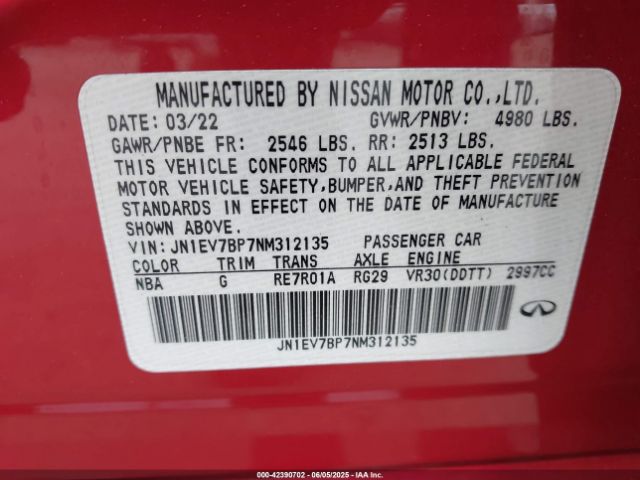 MANUFACTURED BY NISSAN MOTOR CO.,LTD.
DATE: 03/22 GVWR/PNBV: 4980 LBS.
GAWR/PNBE FR: 2546 LBS. RR: 2513 LBS.
THIS VEHICLE CONFORMS TO ALL APPLICABLE FEDERAL
MOTOR VEHICLE SAFETY,BUMPER,AND THEFT PREVENTION
STANDARDS IN EFFECT ON THE DATE OF MANUFACTURE
SHOWN ABOVE.
VIN: JN1EV7BP7NM312135 PASSENGER CAR
COLOR TRIM TRANS AXLE ENGINE
NBA G RE7R01A RG29 VR30(DDTT) 2997CC
JN1EV7BP7NM312135
000-42390702 - 06/05/2025 - IAAI.COM